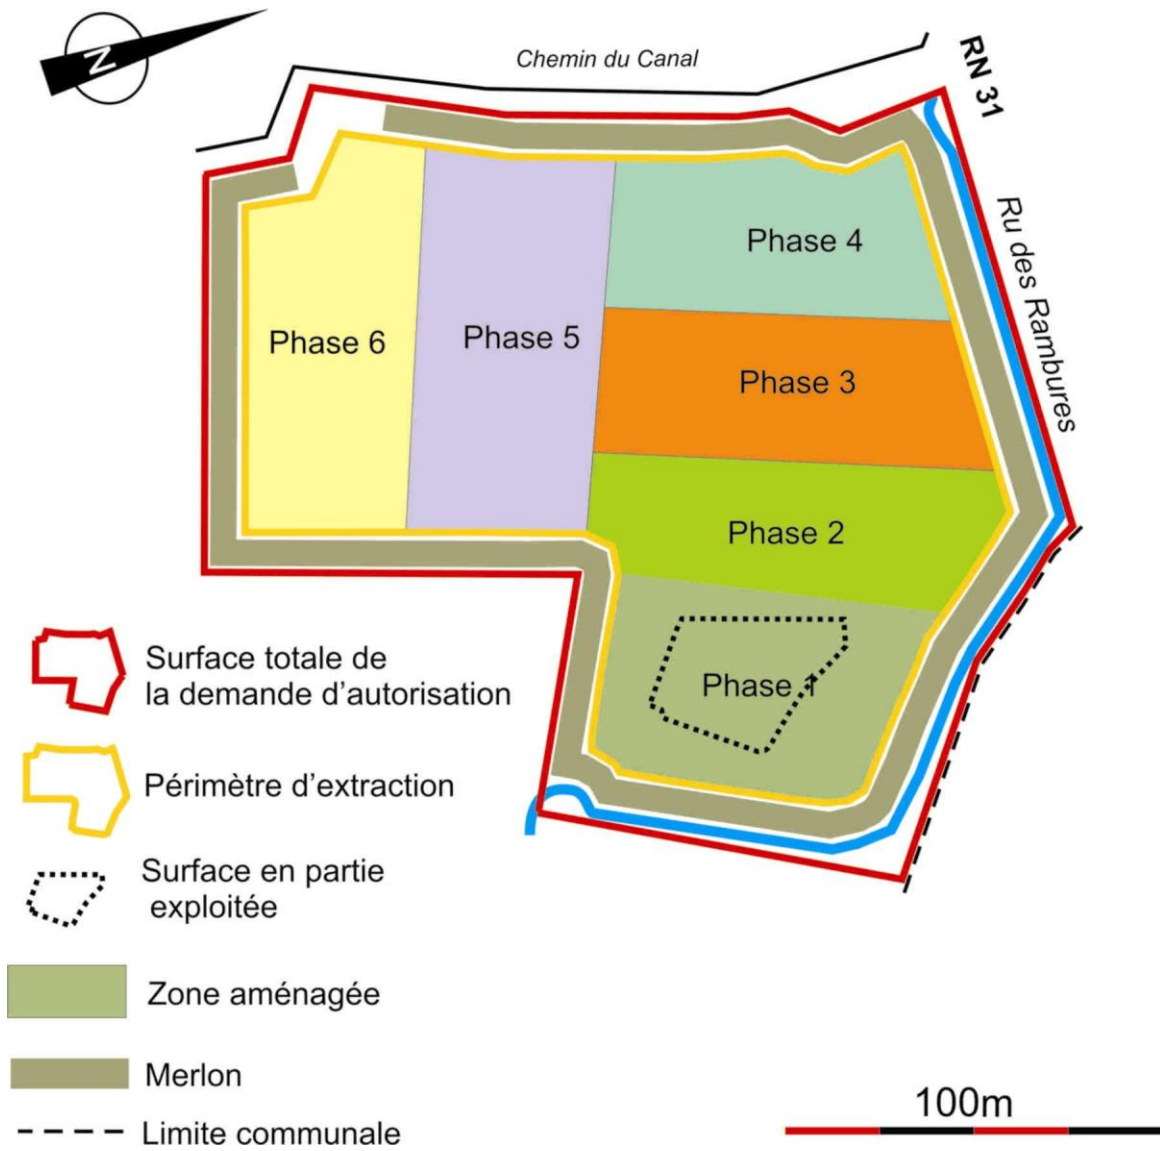 N
Chemin du Canal
RN 31
Ru des Rambures
Phase 4
Phase 6
Phase 5
Phase 3
Phase 2
Phase 1
Surface totale de
la demande d’autorisation
Périmètre d’extraction
Surface en partie
exploitée
Zone aménagée
Merlon
Limite communale
100m